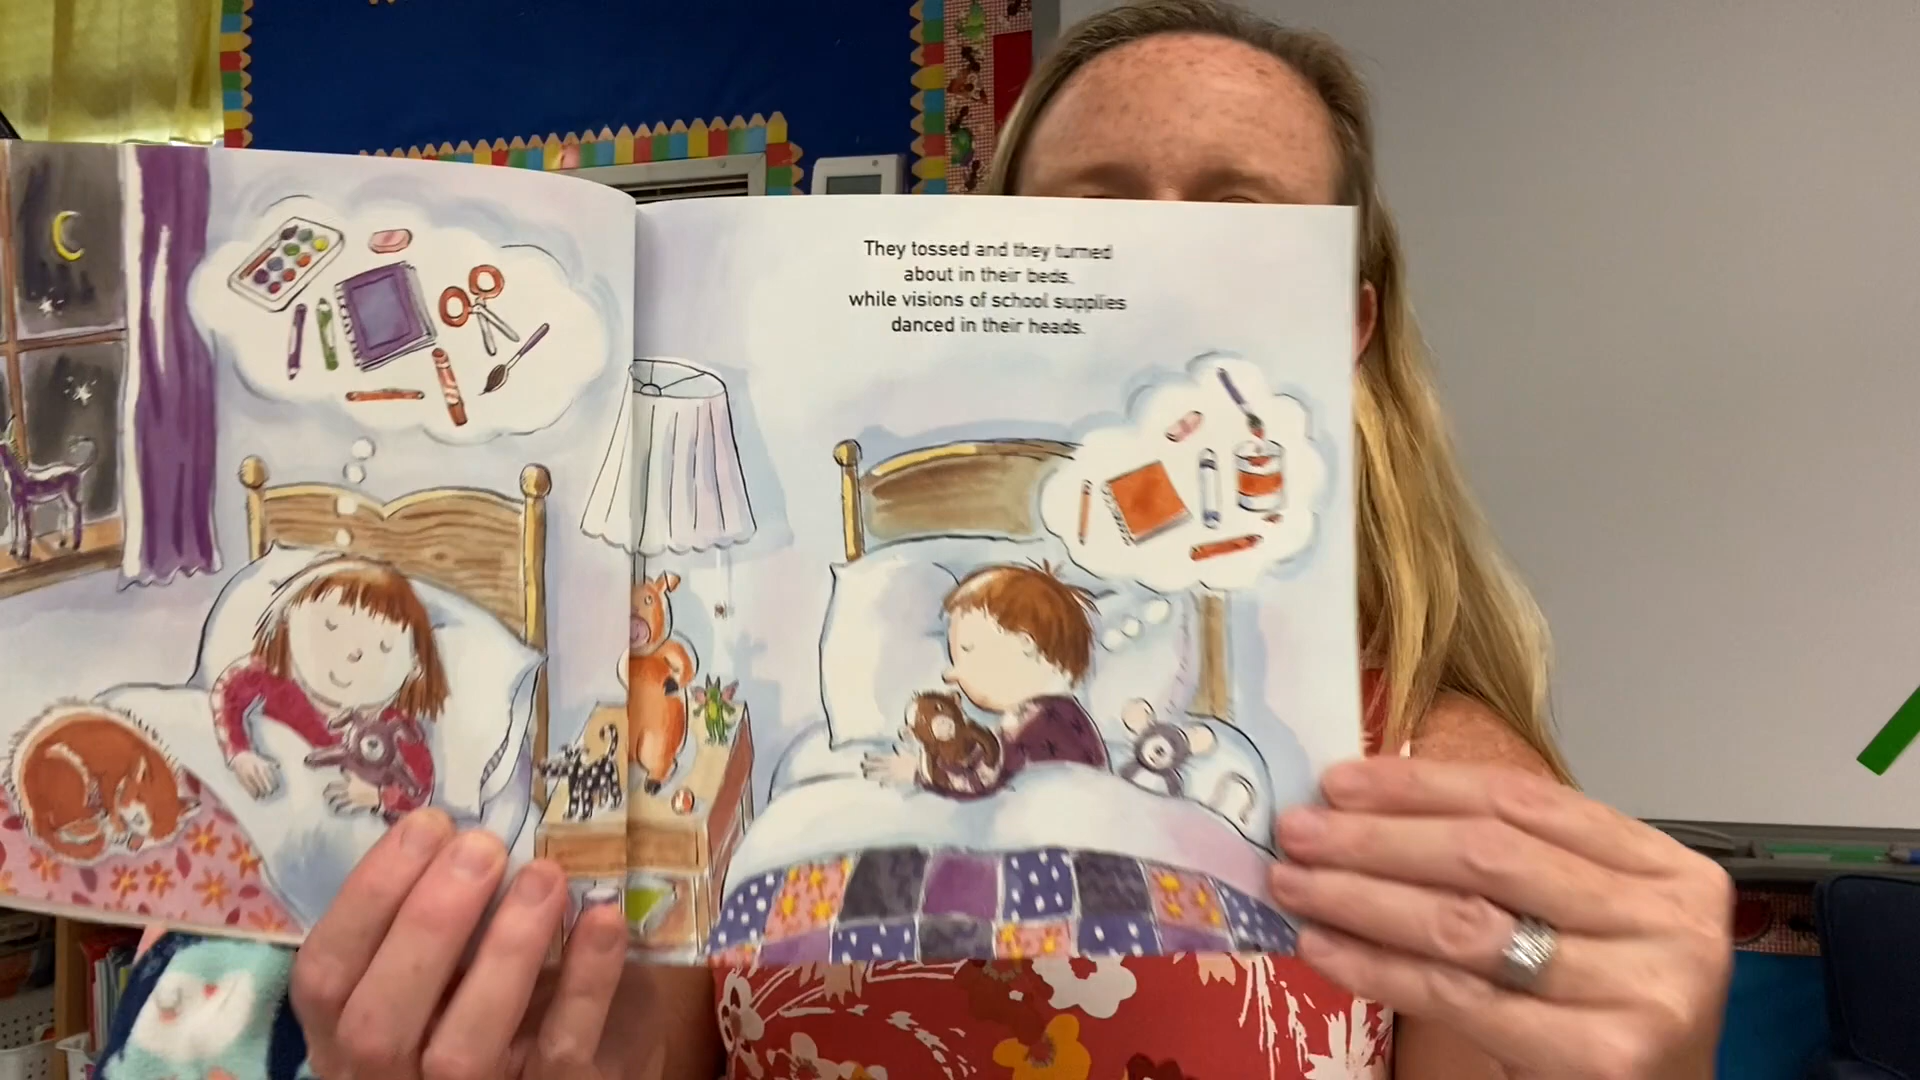 They tossed and they turned
about in their beds,
while visions of school supplies
danced in their heads.